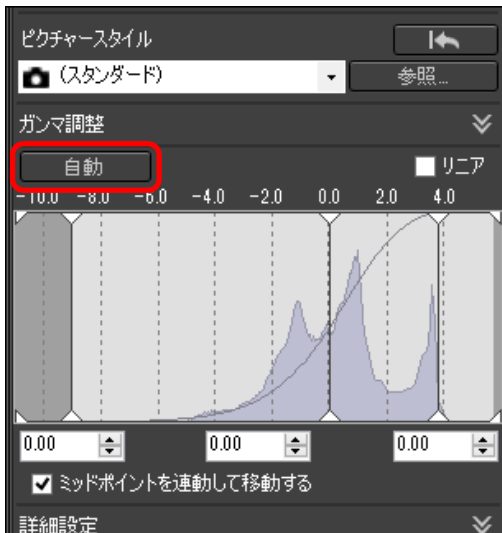 ピクチャースタイル
(スタンダード) 参照...
ガンマ調整
自動 リニア
-10.0 -8.0 -6.0 -4.0 -2.0 0.0 2.0 4.0
0.00 0.00 0.00
ミッドポイントを連動して移動する
詳細設定